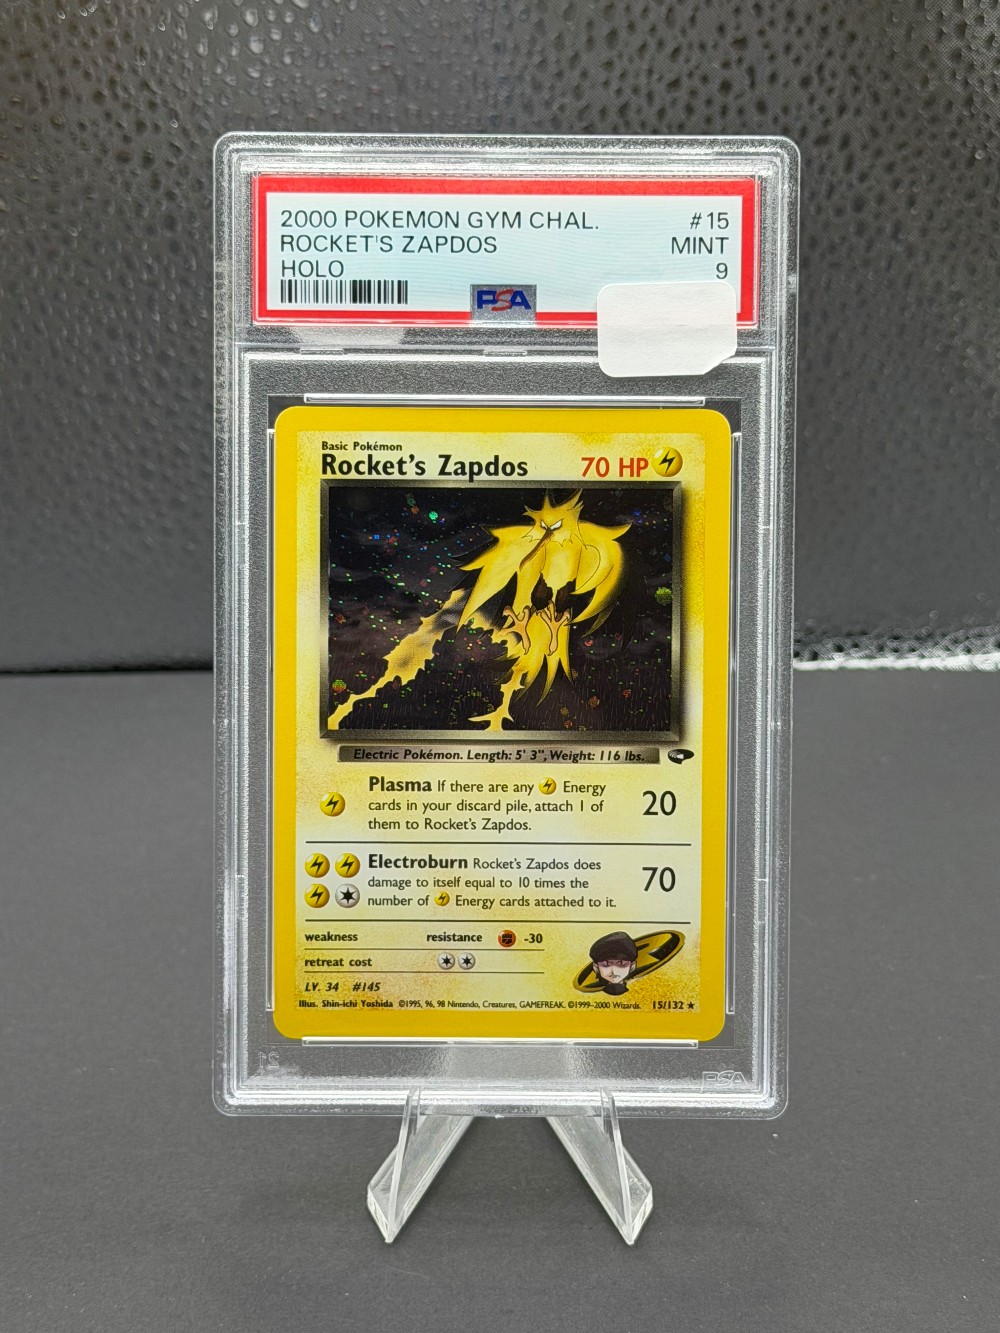 2000 POKEMON GYM CHAL. #15
ROCKET'S ZAPDOS MINT
HOLO 9
PSA
Basic Pokémon
Rocket's Zapdos 70 HP
Electric Pokémon. Length: 5' 3", Weight: 116 lbs.
Plasma If there are any Energy
cards in your discard pile, attach 1 of
them to Rocket's Zapdos.
20
Electroburn Rocket's Zapdos does
damage to itself equal to 10 times the
number of Energy cards attached to it.
70
weakness resistance -30
retreat cost
LV. 34 #145
Illus. Shin-ichi Yoshida ©1995, 96, 98 Nintendo, Creatures, GAMEFREAK. ©1999-2000 Wizards. 15/132 ★
PSA